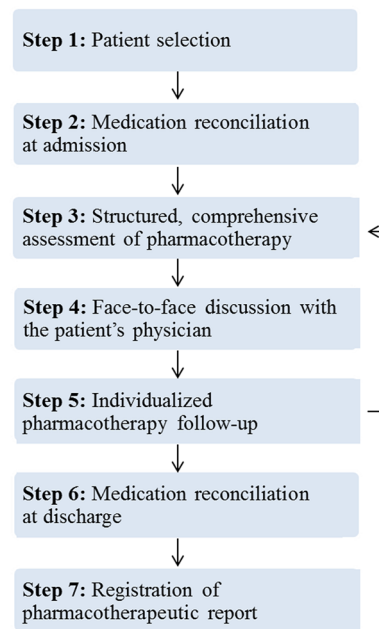 Step 1: Patient selection
Step 2: Medication reconciliation
at admission
Step 3: Structured, comprehensive
assessment of pharmacotherapy
Step 4: Face-to-face discussion with
the patient's physician
Step 5: Individualized
pharmacotherapy follow-up
Step 6: Medication reconciliation
at discharge
Step 7: Registration of
pharmacotherapeutic report